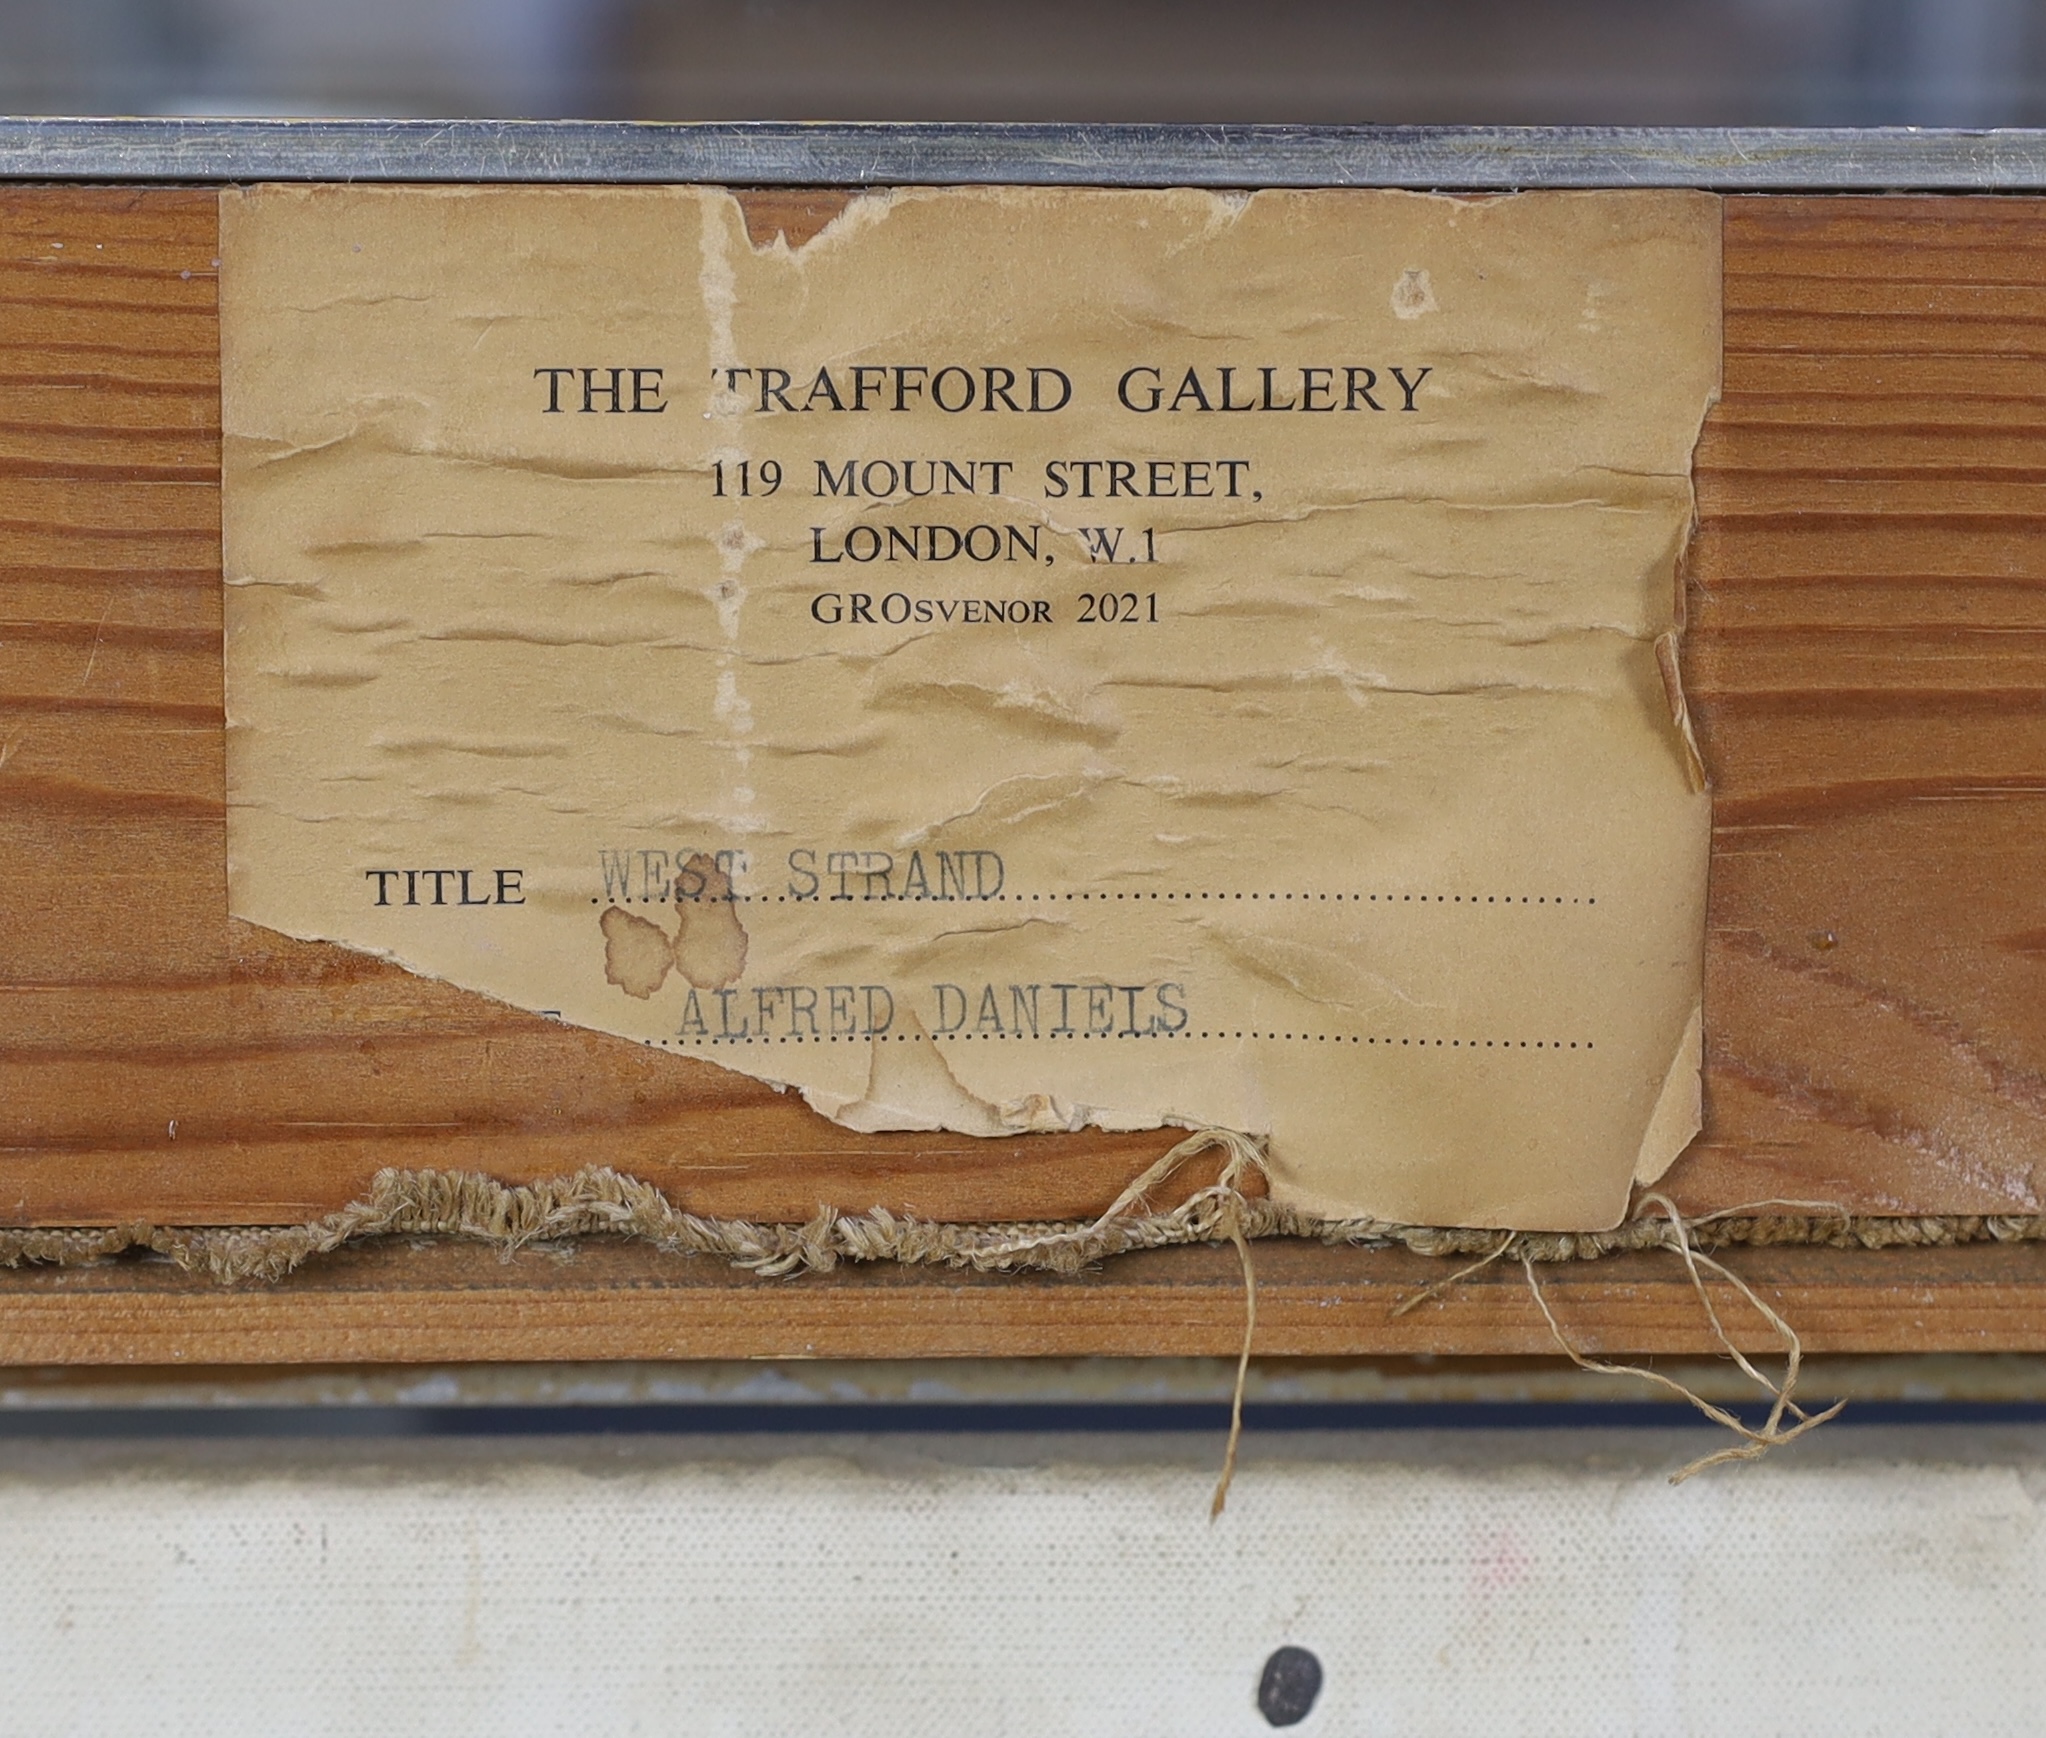 THE TRAFFORD GALLERY
119 MOUNT STREET,
LONDON, W.1
GROSVENOR 2021
TITLE WEST STRAND
ALFRED DANIELS